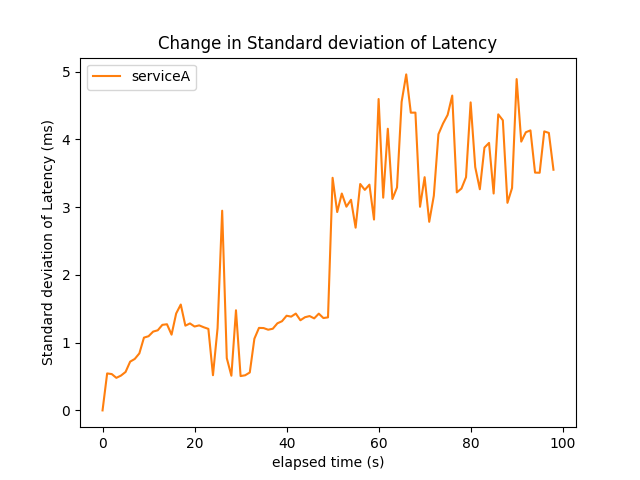 Change in Standard deviation of Latency
serviceA
Standard deviation of Latency (ms)
5
4
3
2
1
0
0 20 40 60 80 100
elapsed time (s)